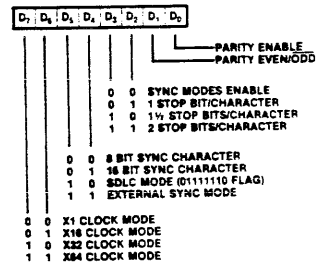 D7 D6 D5 D4 D3 D2 D1 D0
PARITY ENABLE
PARITY EVEN/ODD
0 0 SYNC MODES ENABLE
0 1 1 STOP BIT/CHARACTER
1 0 1½ STOP BITS/CHARACTER
1 1 2 STOP BITS/CHARACTER
0 0 8 BIT SYNC CHARACTER
0 1 16 BIT SYNC CHARACTER
1 0 SDLC MODE (01111110 FLAG)
1 1 EXTERNAL SYNC MODE
0 0 X1 CLOCK MODE
0 1 X16 CLOCK MODE
1 0 X32 CLOCK MODE
1 1 X64 CLOCK MODE